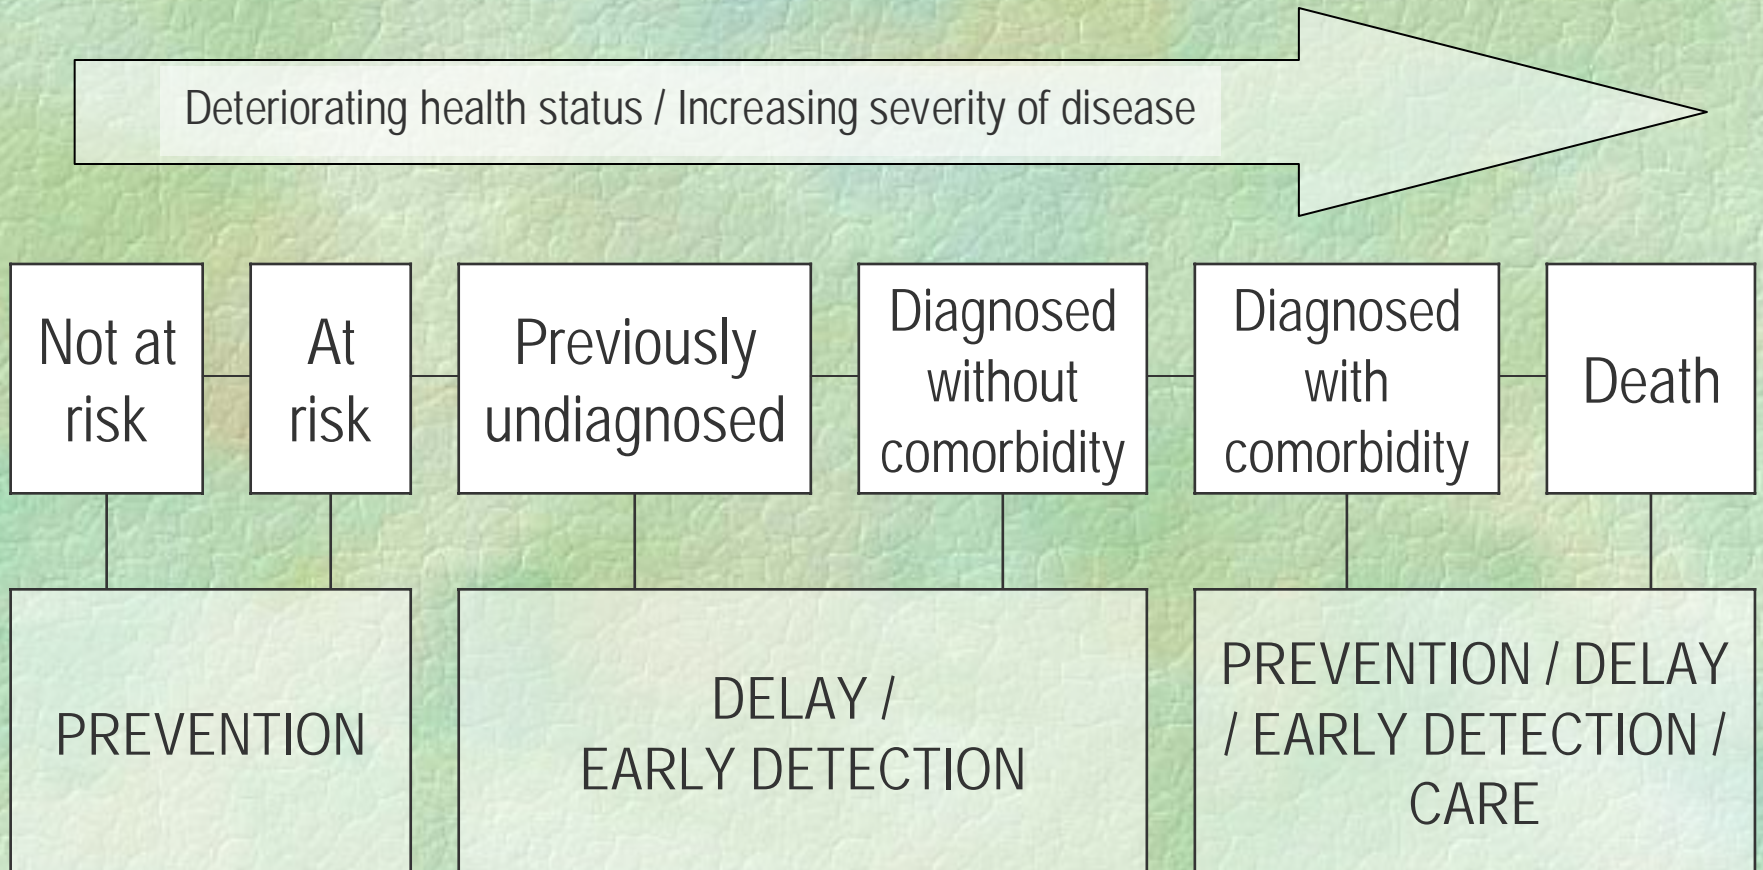 Deteriorating health status / Increasing severity of disease
Not at
risk
At
risk
Previously
undiagnosed
Diagnosed
without
comorbidity
Diagnosed
with
comorbidity
Death
PREVENTION
DELAY /
EARLY DETECTION
PREVENTION / DELAY
/ EARLY DETECTION /
CARE